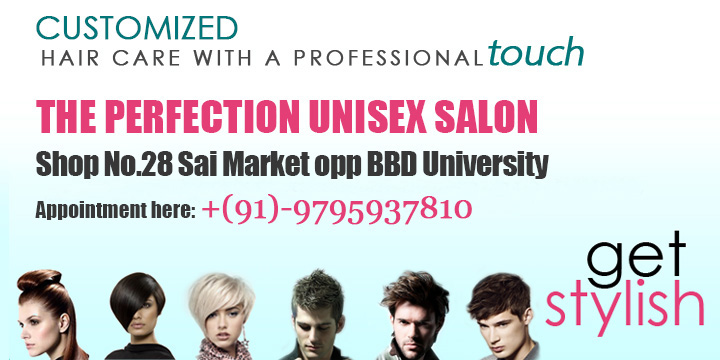 CUSTOMIZED
HAIR CARE WITH A PROFESSIONAL touch
THE PERFECTION UNISEX SALON
Shop No.28 Sai Market opp BBD University
Appointment here: +(91)-9795937810
get
stylish